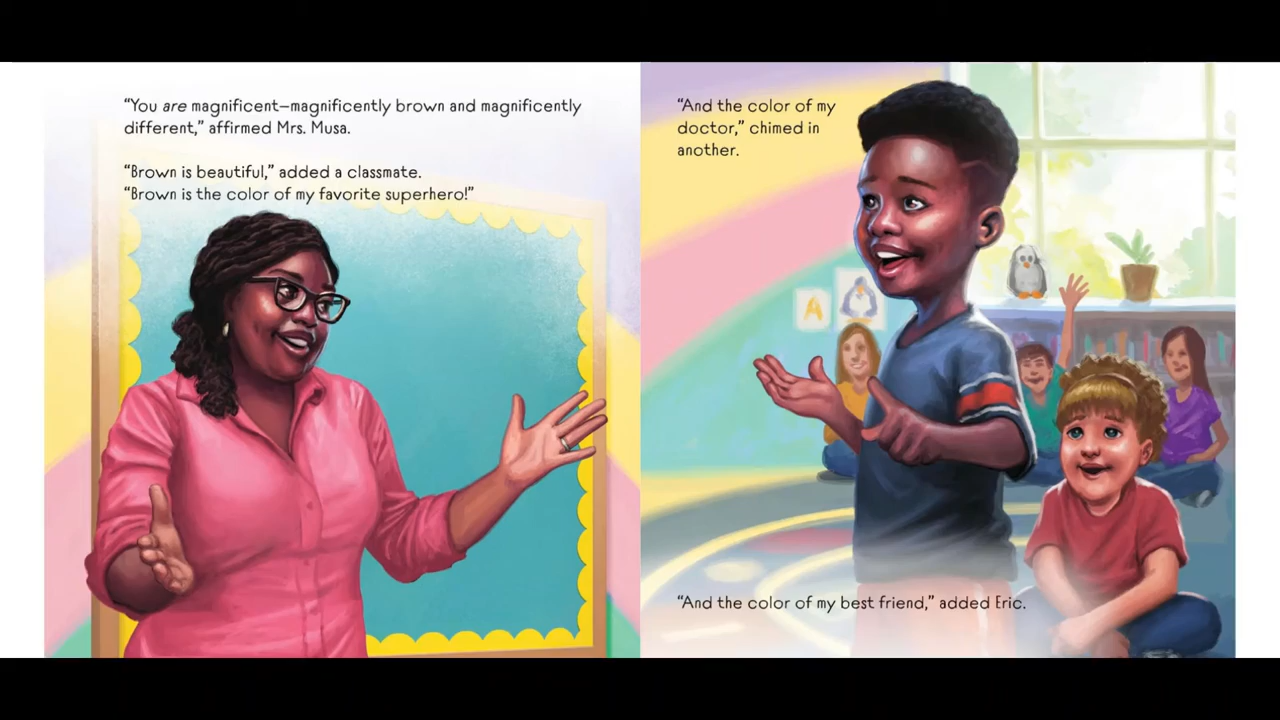 “You are magnificent—magnificently brown and magnificently
different,” affirmed Mrs. Musa.
“Brown is beautiful,” added a classmate.
“Brown is the color of my favorite superhero!”
“And the color of my
doctor,” chimed in
another.
A
“And the color of my best friend,” added Eric.